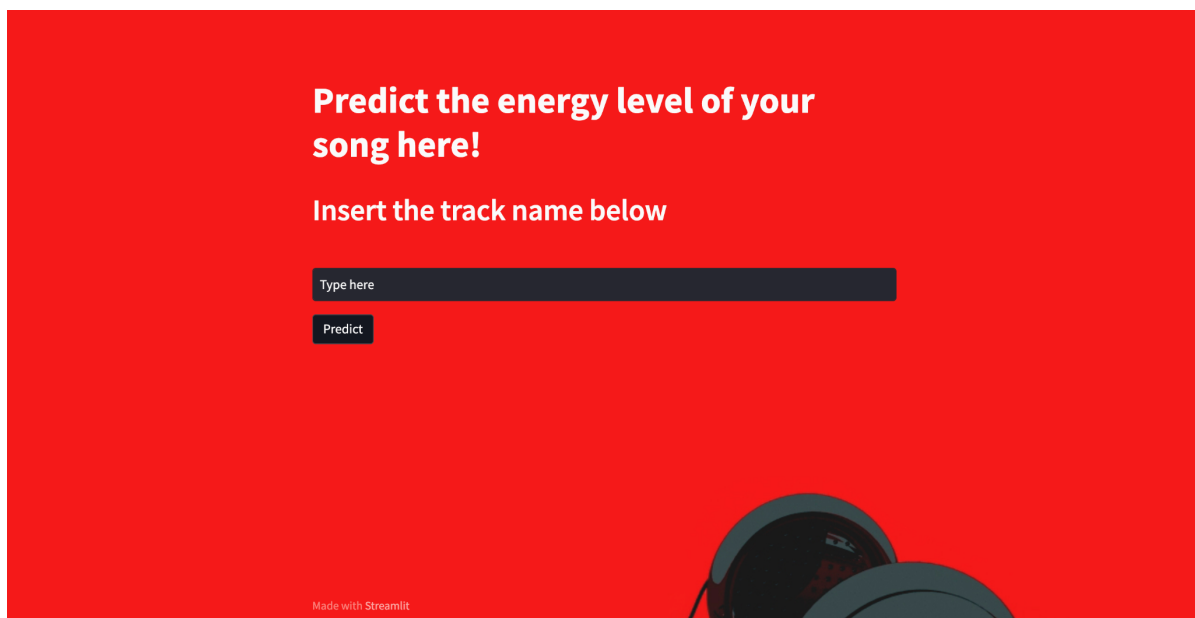 Predict the energy level of your
song here!
Insert the track name below
Type here
Predict
Made with Streamlit